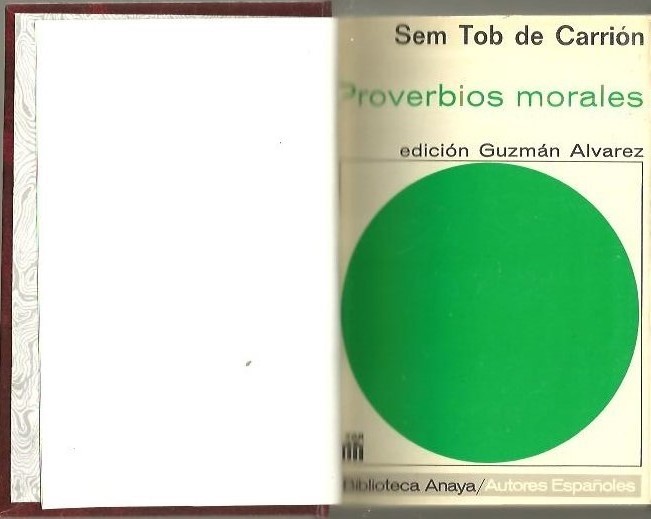 Sem Tob de Carrión
Proverbios morales
edición Guzmán Alvarez
Biblioteca Anaya/Autores Españoles